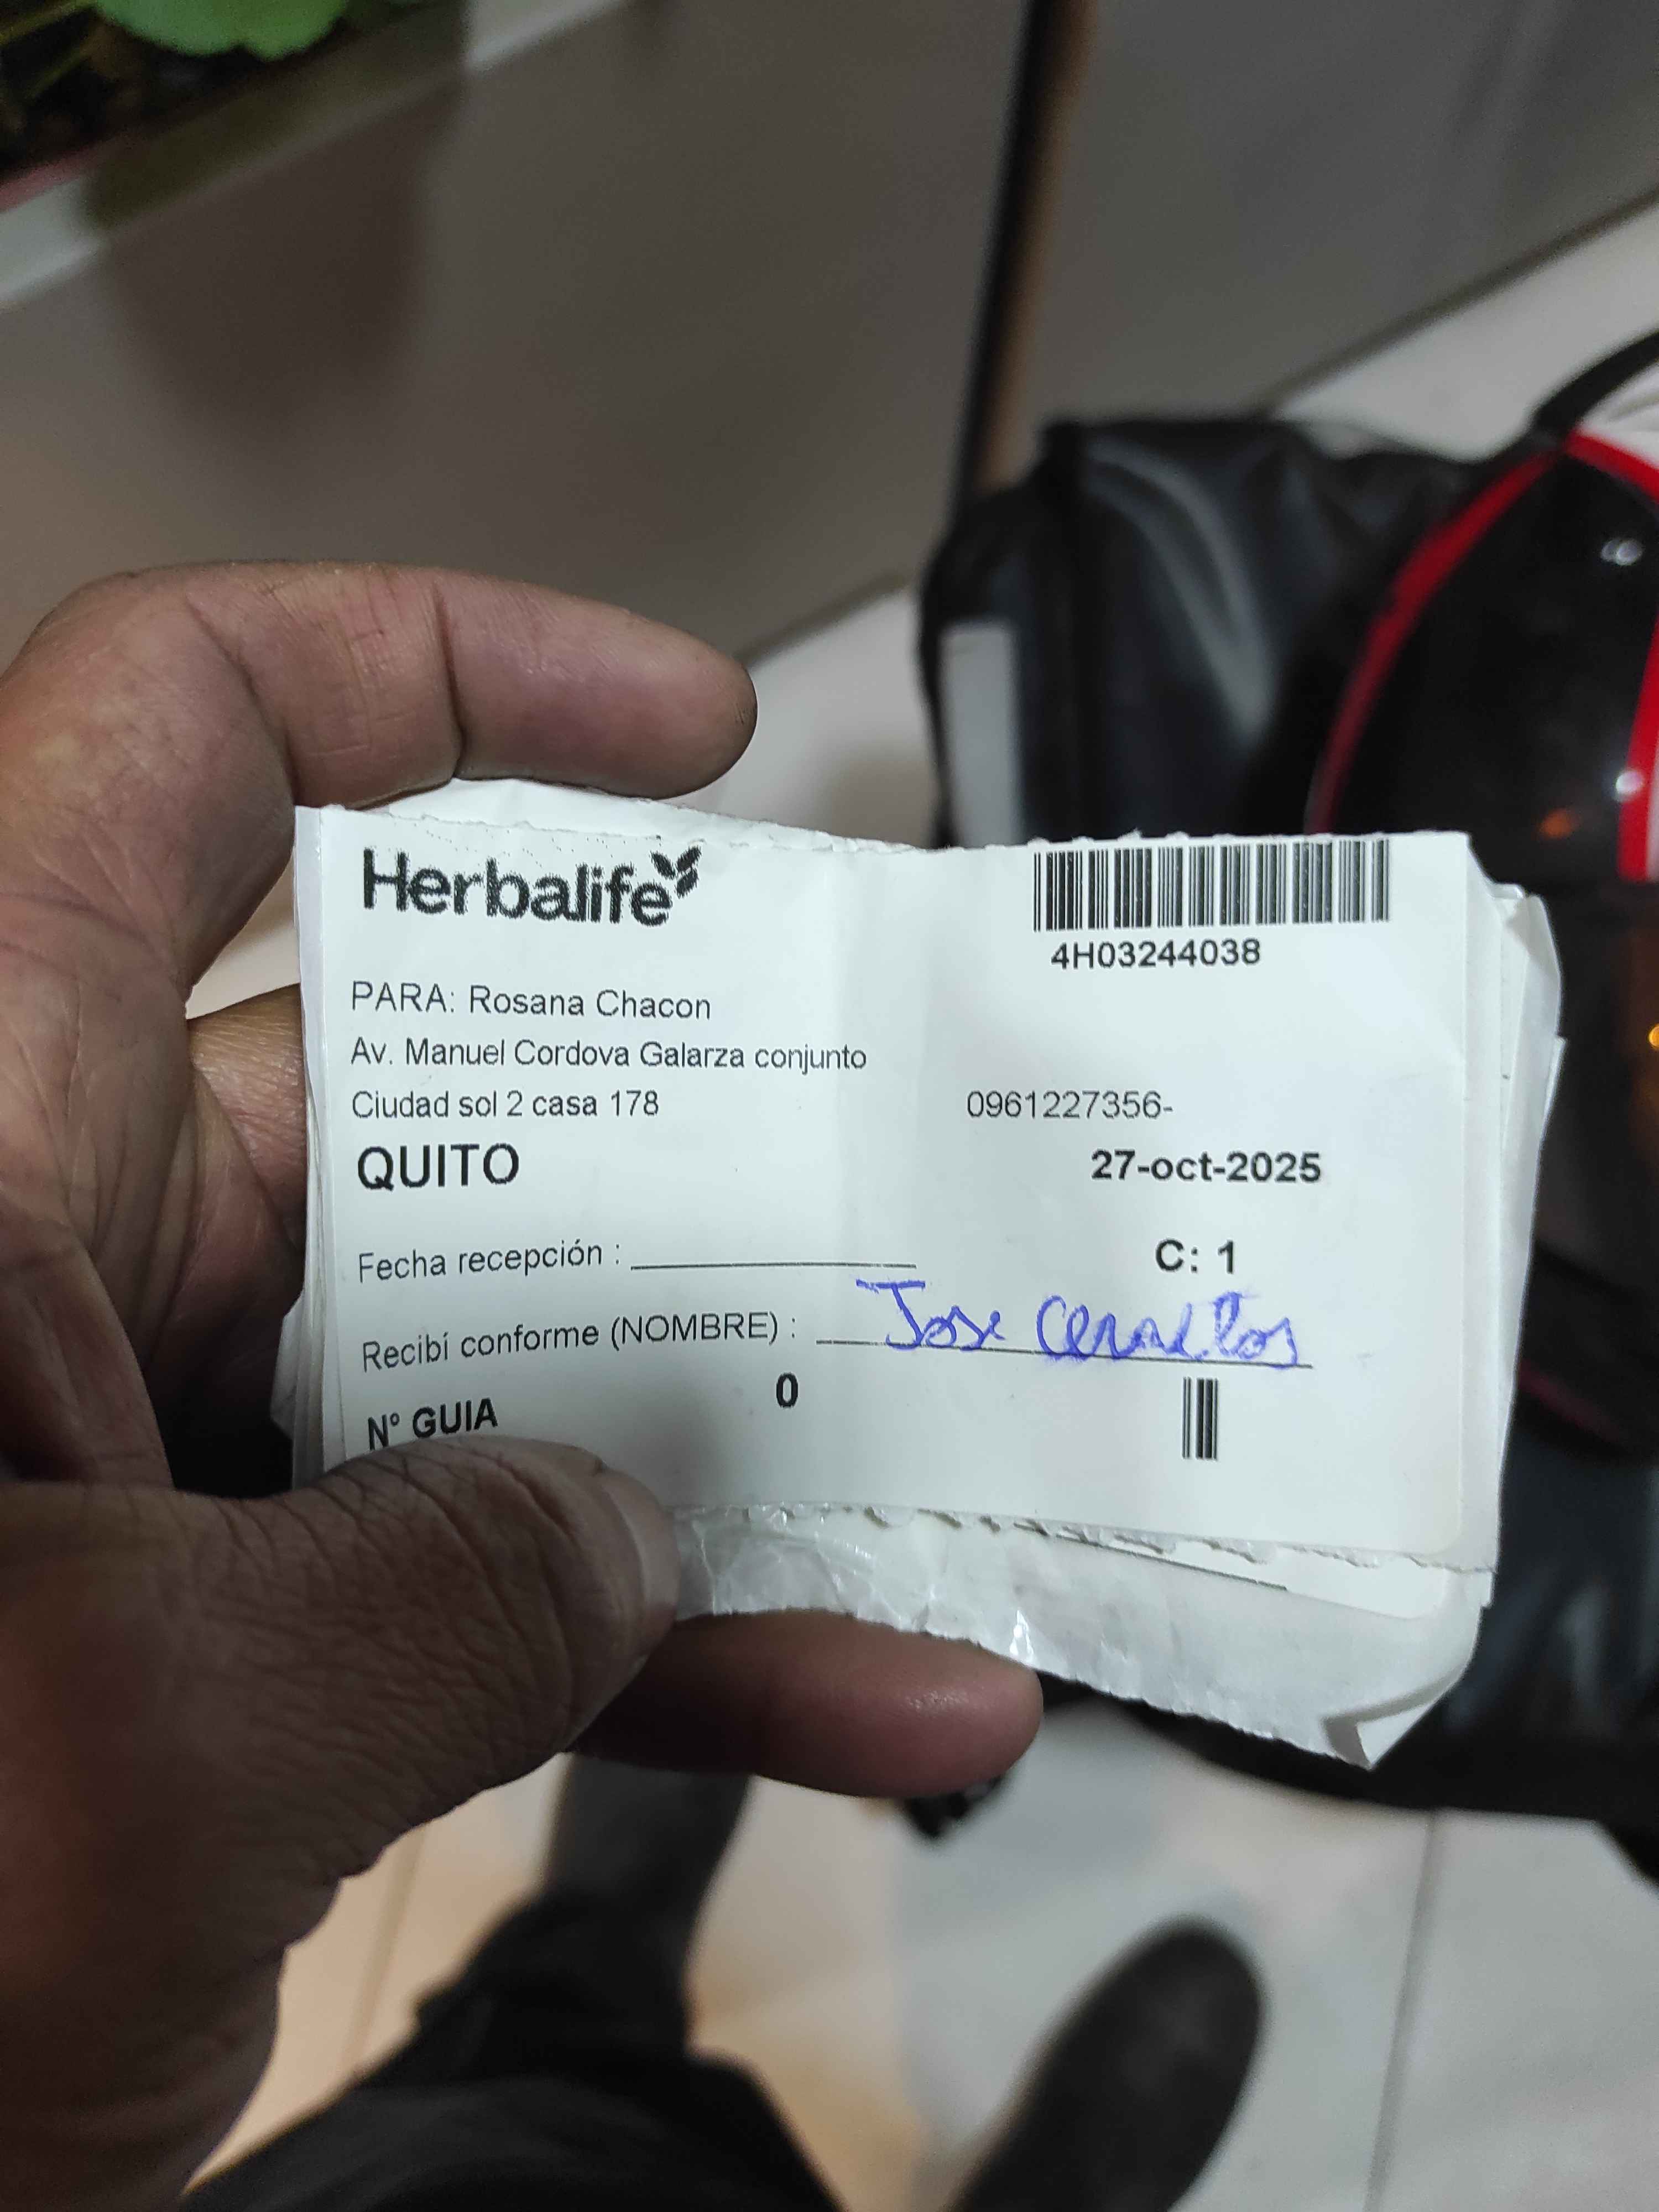 Herbalife
4H03244038
PARA: Rosana Chacon
Av. Manuel Cordova Galarza conjunto
Ciudad sol 2 casa 178 0961227356-
QUITO 27-oct-2025
Fecha recepción : C: 1
Recibí conforme (NOMBRE) : Jose
Nº GUIA 0